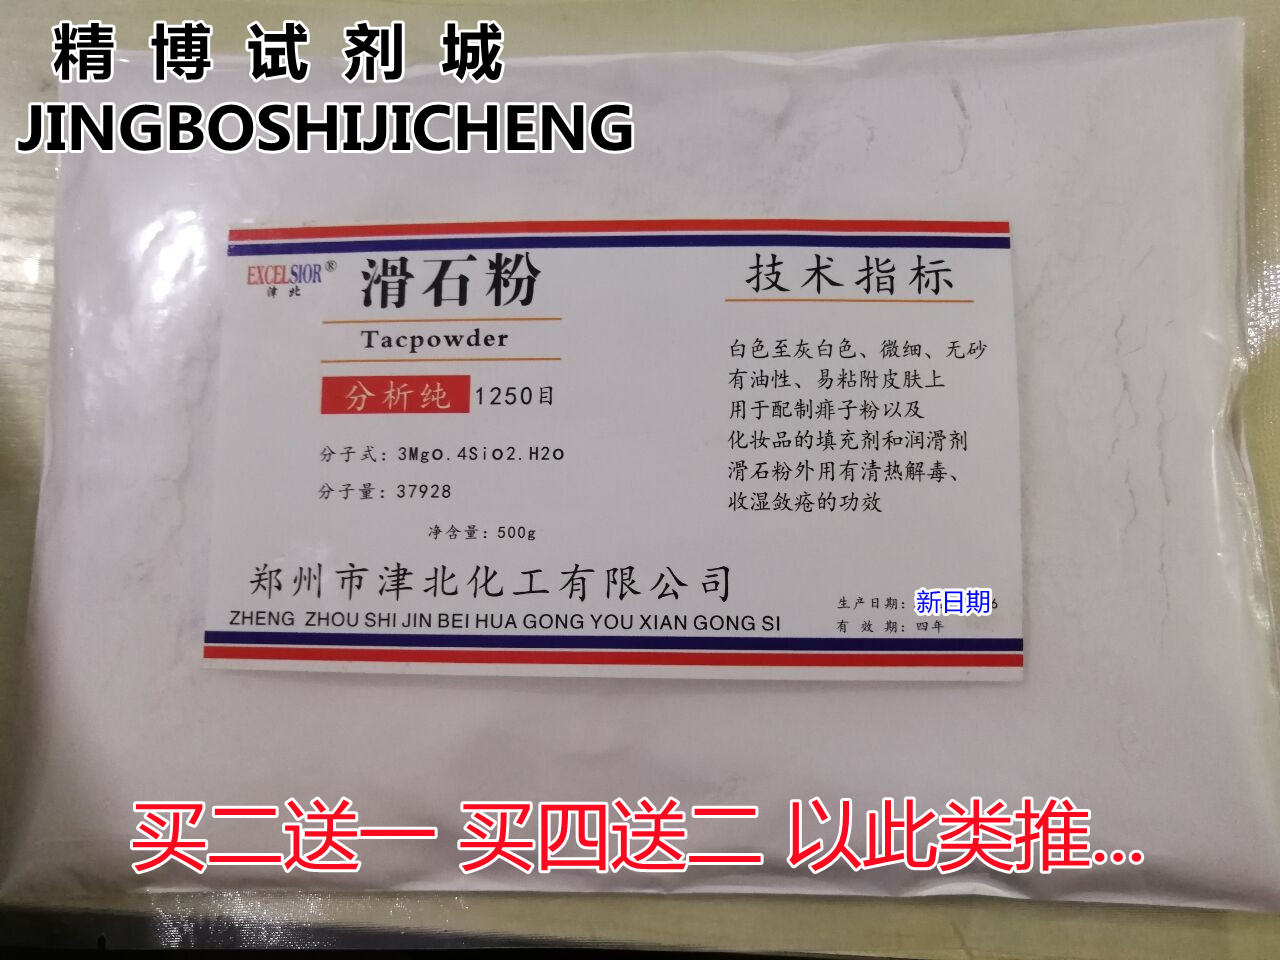 精博试剂城
JINGBOSHIJICHENG
EXCELSIOR®
津北
滑石粉
Tacpowder
分析纯 1250目
分子式：3Mgo.4Sio2.H2o
分子量：37928
净含量：500g
技术指标
白色至灰白色、微细、无砂
有油性、易粘附皮肤上
用于配制痱子粉以及
化妆品的填充剂和润滑剂
滑石粉外用有清热解毒、
收湿敛疮的功效
郑州市津北化工有限公司
ZHENG ZHOU SHI JIN BEI HUA GONG YOU XIAN GONG SI
生产日期：新日期6
有效期：四年
买二送一 买四送二 以此类推...